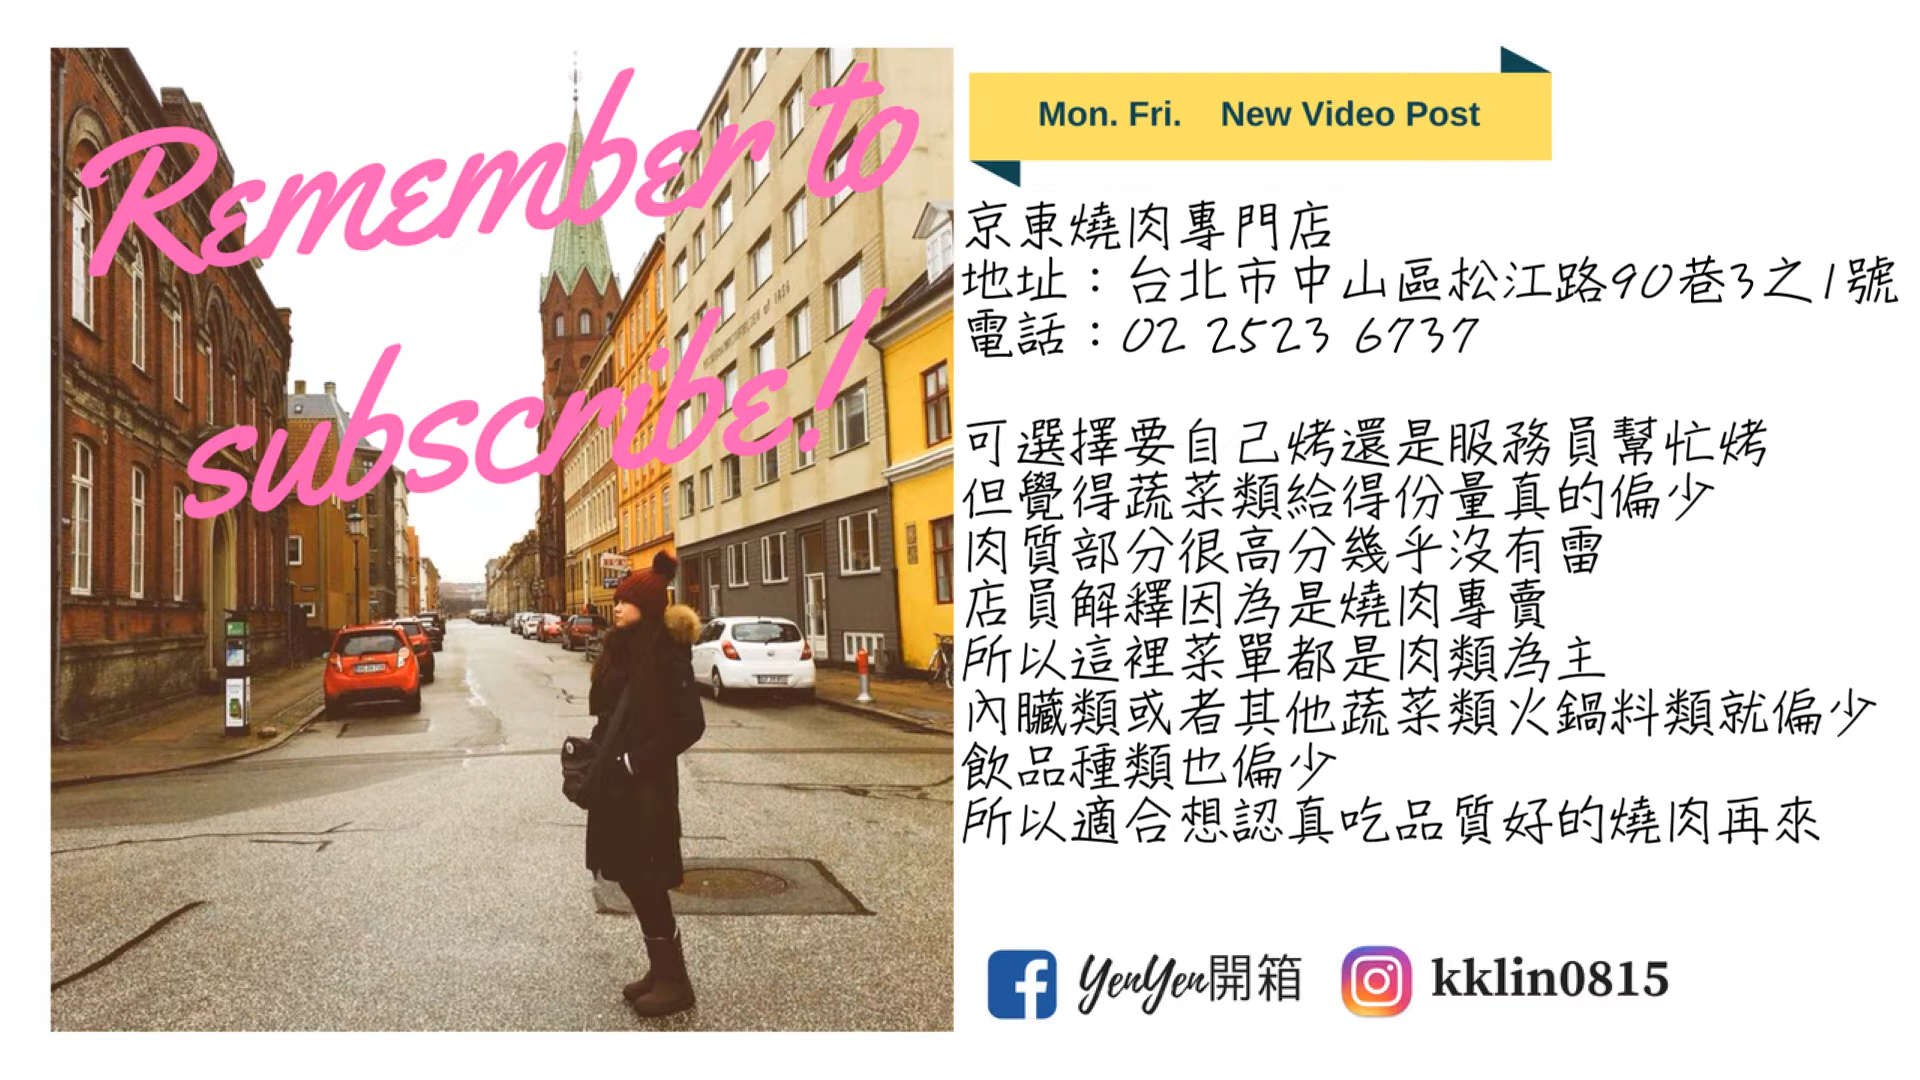 Remember to
subscribe!
Mon. Fri. New Video Post
京東燒肉專門店
地址：台北市中山區松江路90巷3之1號
電話：02 2523 6737
可選擇要自己烤還是服務員幫忙烤
但覺得蔬菜類給得份量真的偏少
肉質部分很高分幾乎沒有雷
店員解釋因為是燒肉專賣
所以這裡菜單都是肉類為主
內臟類或者其他蔬菜類火鍋料類就偏少
飲品種類也偏少
所以適合想認真吃品質好的燒肉再來
YenYen開箱
kklin0815